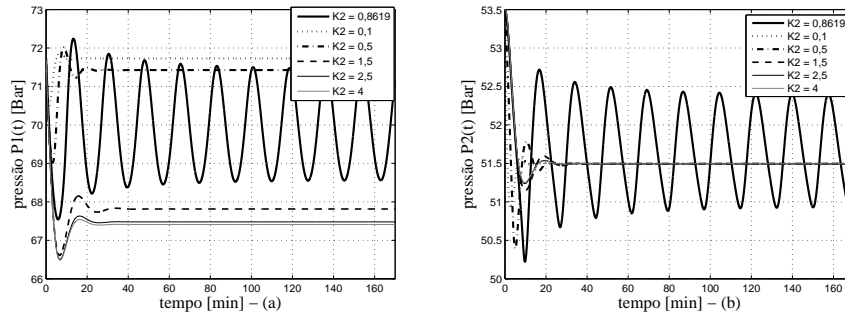 73
72
71
70
69
68
67
66
0
20
40
60
80
100
120
140
160
pressão P1(t) [Bar]
tempo [min] – (a)
K2 = 0,8619
K2 = 0,1
K2 = 0,5
K2 = 1,5
K2 = 2,5
K2 = 4
53.5
53
52.5
52
51.5
51
50.5
50
0
20
40
60
80
100
120
140
160
pressão P2(t) [Bar]
tempo [min] – (b)
K2 = 0,8619
K2 = 0,1
K2 = 0,5
K2 = 1,5
K2 = 2,5
K2 = 4